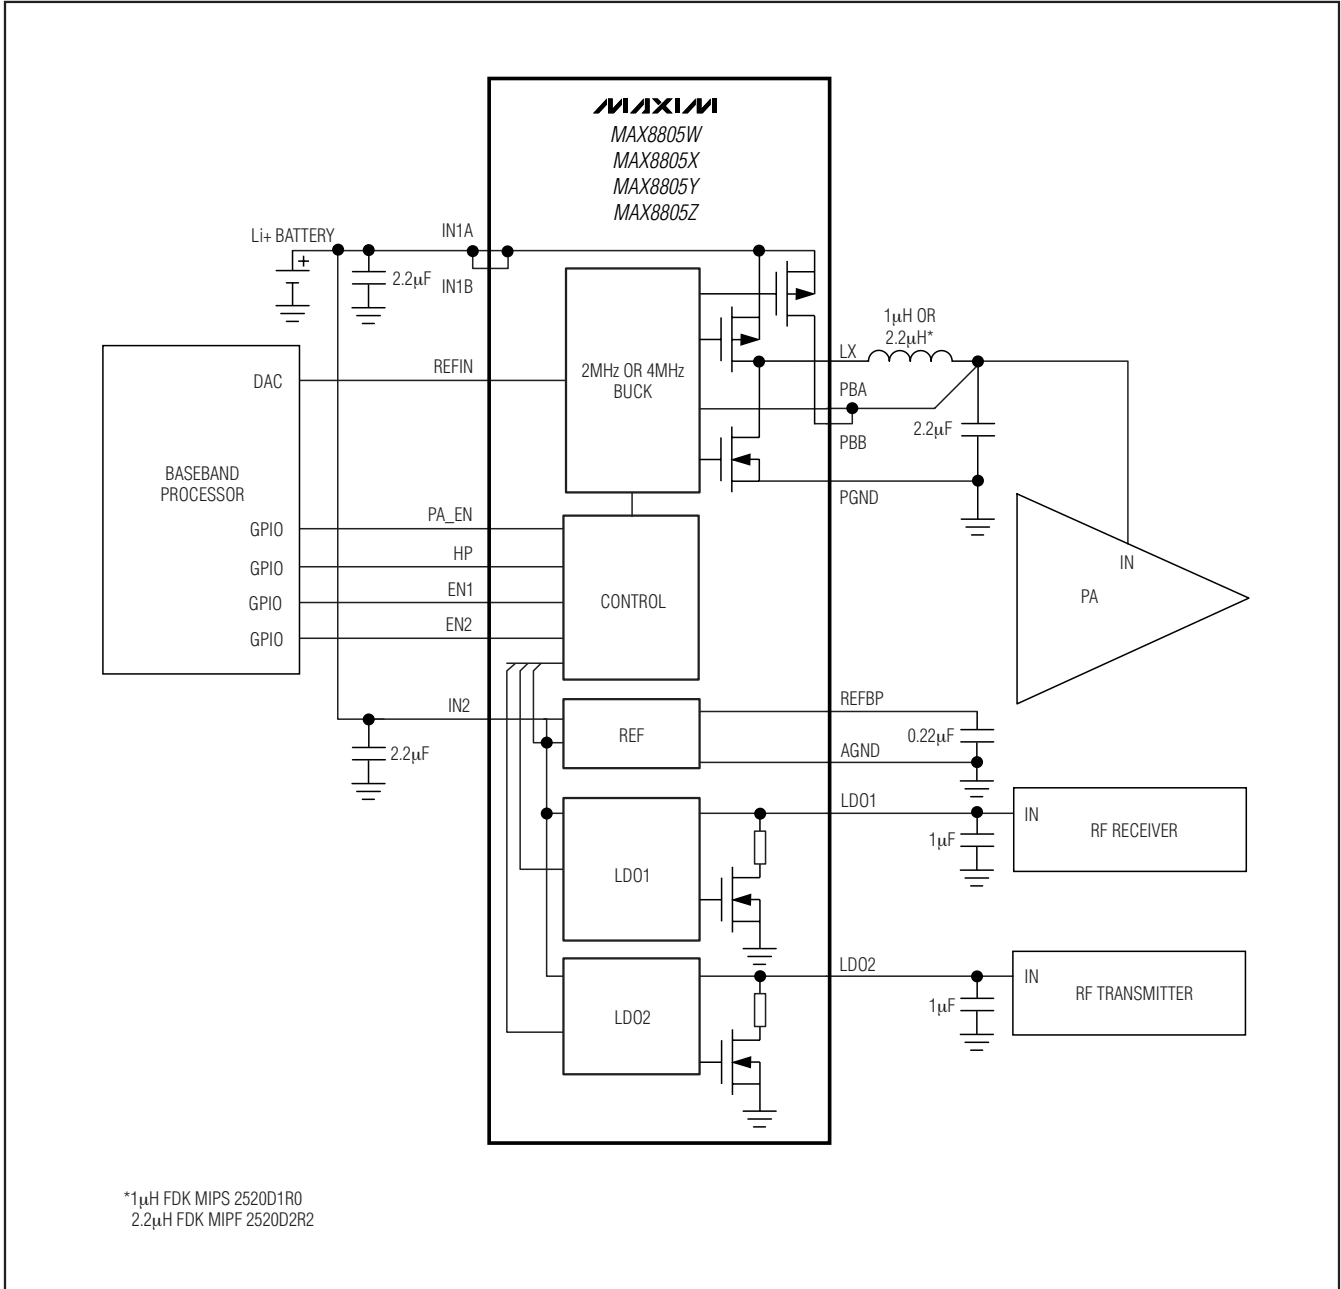 MAXIM
MAX8805W
MAX8805X
MAX8805Y
MAX8805Z
Li+ BATTERY
+
2.2μF
IN1A
IN1B
REFIN
DAC
BASEBAND
PROCESSOR
GPIO
GPIO
GPIO
GPIO
PA_EN
HP
EN1
EN2
IN2
2.2μF
2MHz OR 4MHz
BUCK
CONTROL
REF
LDO1
LDO2
LX
1μH OR
2.2μH*
PBA
PBB
2.2μF
PGND
IN
PA
REFBP
0.22μF
AGND
LDO1
1μF
IN
RF RECEIVER
LDO2
1μF
IN
RF TRANSMITTER
*1μH FDK MIPS 2520D1R0
2.2μH FDK MIPF 2520D2R2